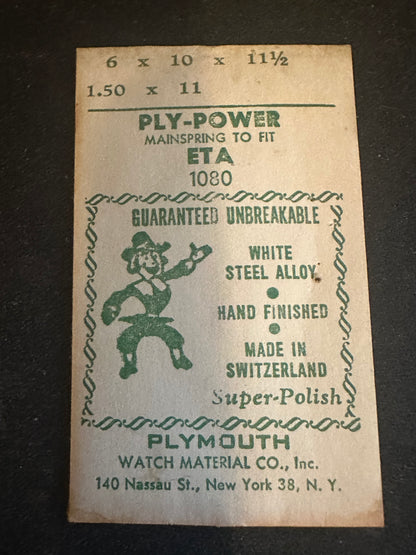 6 x 10 x 11½
1.50 x 11
PLY-POWER
MAINSPRING TO FIT
ETA
1080
GUARANTEED UNBREAKABLE
WHITE
STEEL ALLOY
HAND FINISHED
MADE IN
SWITZERLAND
Super-Polish
PLYMOUTH
WATCH MATERIAL CO., Inc.
140 Nassau St., New York 38, N. Y.